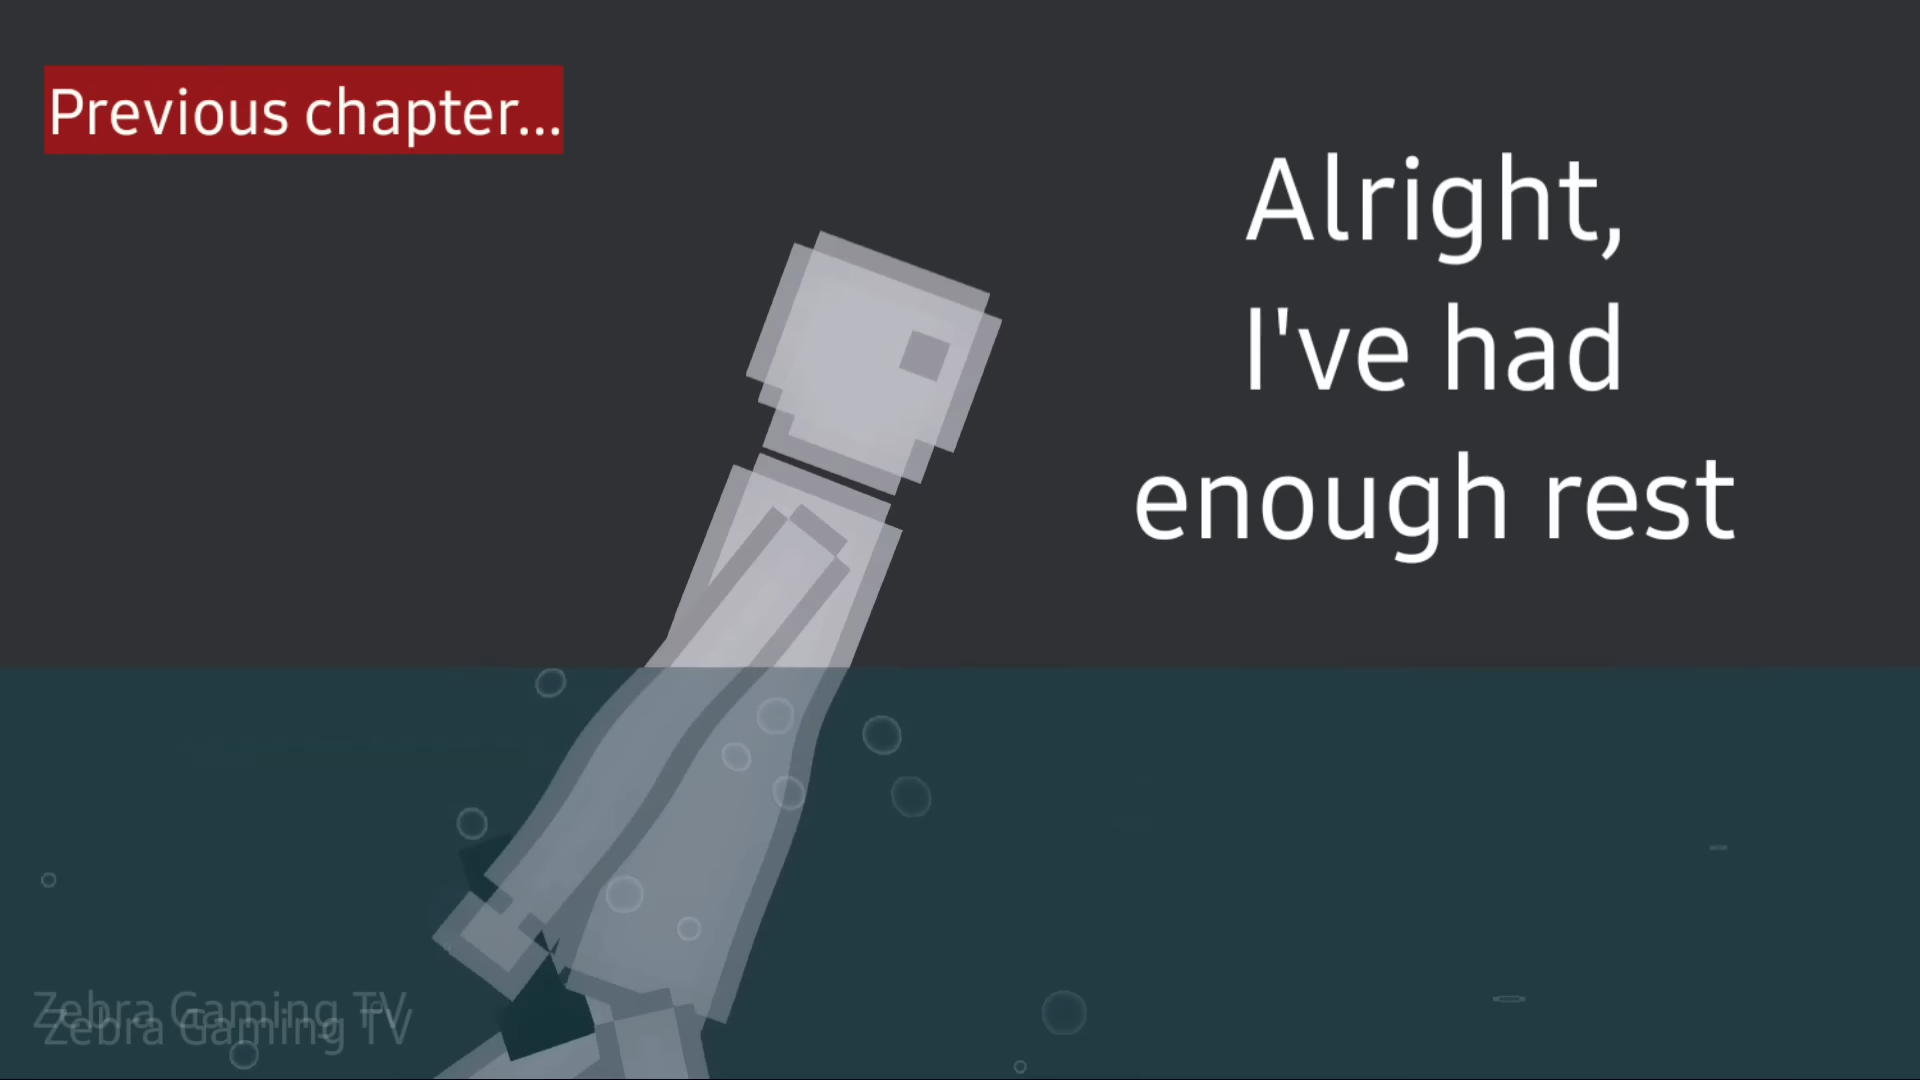 Previous chapter...
Alright,
I've had
enough rest
Zebra Gaming TV
Zebra Gaming TV